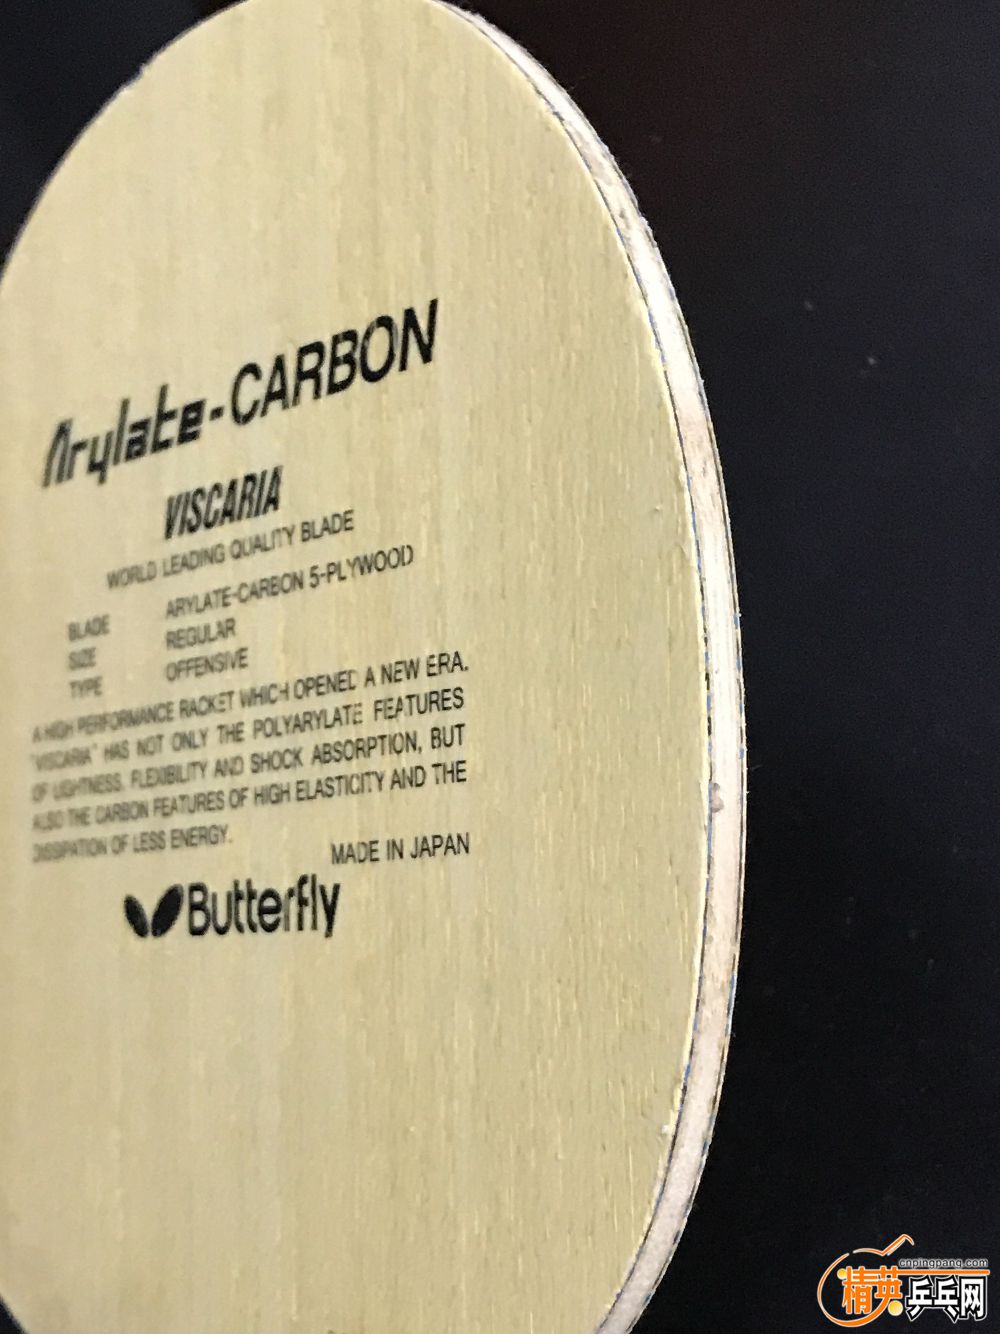 Arylate-CARBON
VISCARIA
WORLD LEADING QUALITY BLADE
BLADE ARYLATE-CARBON 5-PLYWOOD
SIZE REGULAR
TYPE OFFENSIVE
A HIGH PERFORMANCE RACKET WHICH OPENED A NEW ERA.
"VISCARIA" HAS NOT ONLY THE POLYARYLATE FEATURES
OF LIGHTNESS, FLEXIBILITY AND SHOCK ABSORPTION, BUT
ALSO THE CARBON FEATURES OF HIGH ELASTICITY AND THE
DISSIPATION OF LESS ENERGY.
MADE IN JAPAN
Butterfly
cnpingpang.com
精英乒乓网